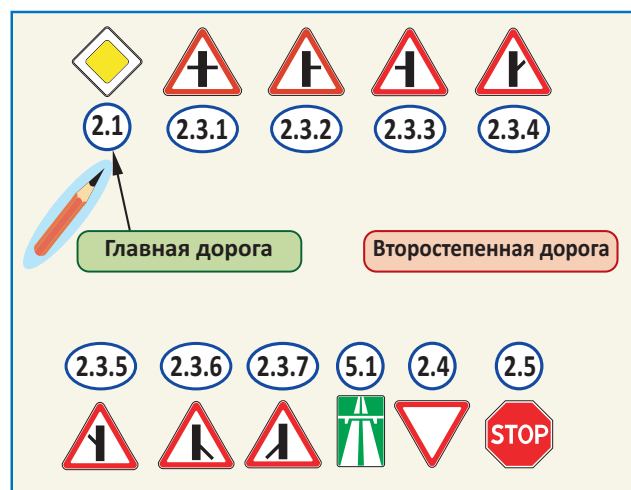 2.1 2.3.1 2.3.2 2.3.3 2.3.4
Главная дорога Второстепенная дорога
2.3.5 2.3.6 2.3.7 5.1 2.4 2.5
STOP